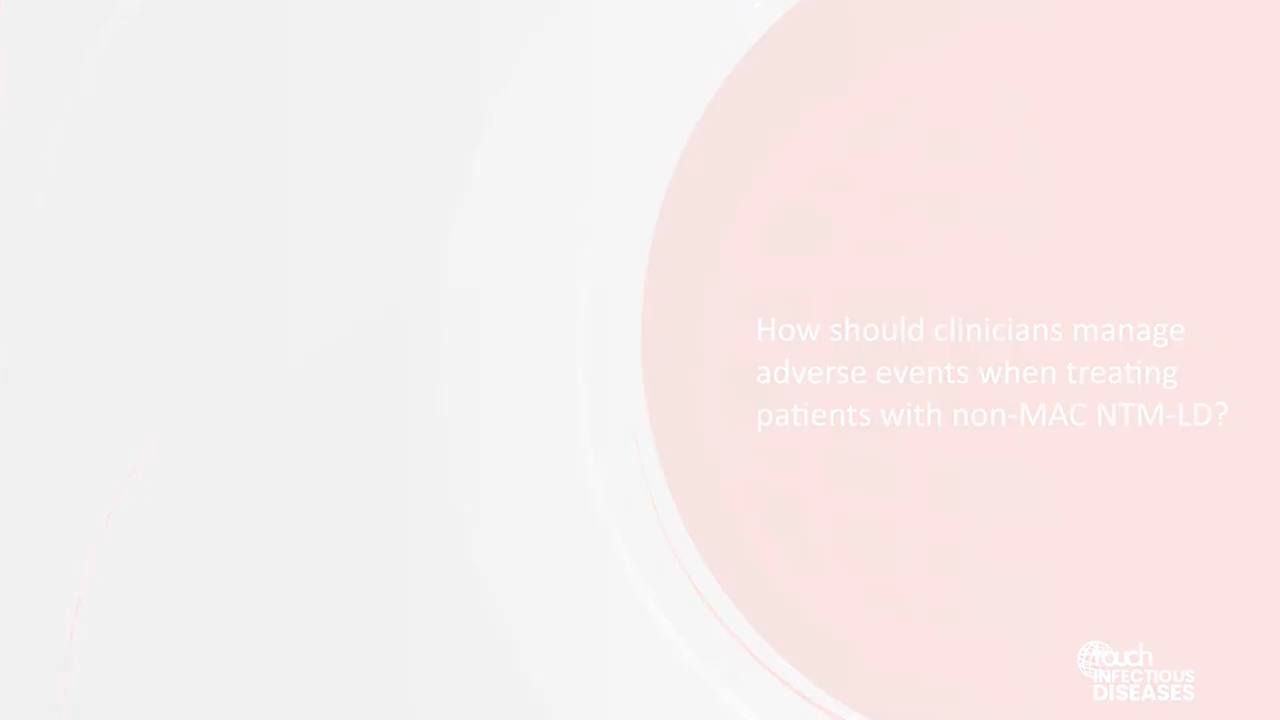 How should clinicians manage
adverse events when treating
patients with non-MAC NTM-LD?
touch
INFECTIOUS
DISEASES